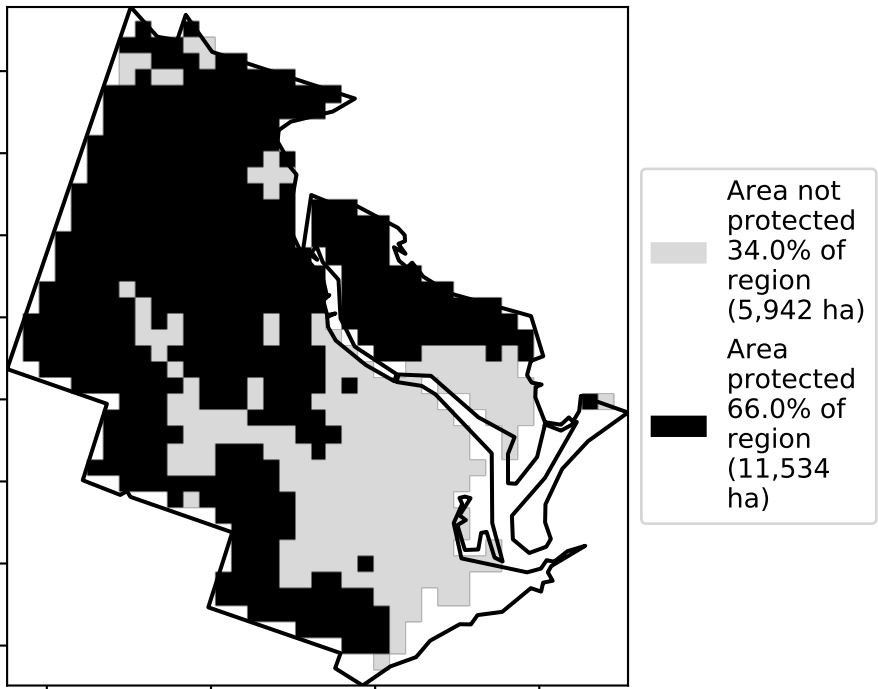 Area not
protected
34.0% of
region
(5,942 ha)
Area
protected
66.0% of
region
(11,534
ha)